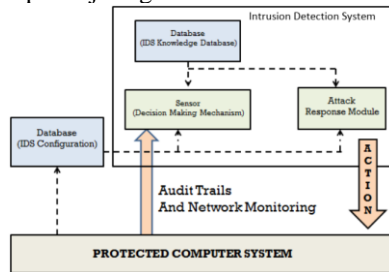 Intrusion Detection System
Database
(IDS Knowledge Database)
Sensor
(Decision Making Mechanism)
Attack
Response Module
Database
(IDS Configuration)
Audit Trails
And Network Monitoring
A
C
T
I
O
N
PROTECTED COMPUTER SYSTEM